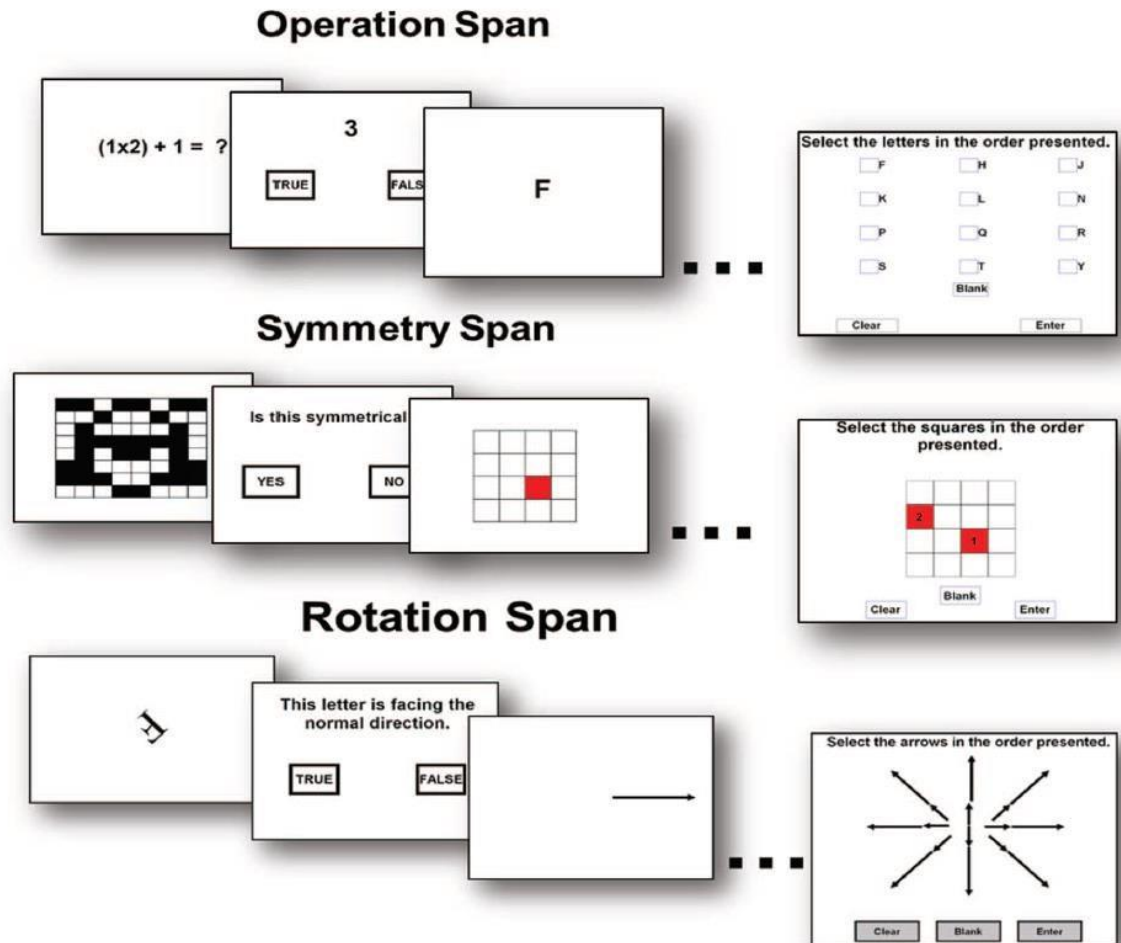 Operation Span
(1x2) + 1 = ?
3
TRUE
FALS
F
Select the letters in the order presented.
F H J
K L N
P Q R
S T Y
Blank
Clear Enter
Symmetry Span
Is this symmetrical
YES
NO
Select the squares in the order
presented.
2
1
Blank
Clear Enter
Rotation Span
F
This letter is facing the
normal direction.
TRUE
FALSE
Select the arrows in the order presented.
Clear Blank Enter